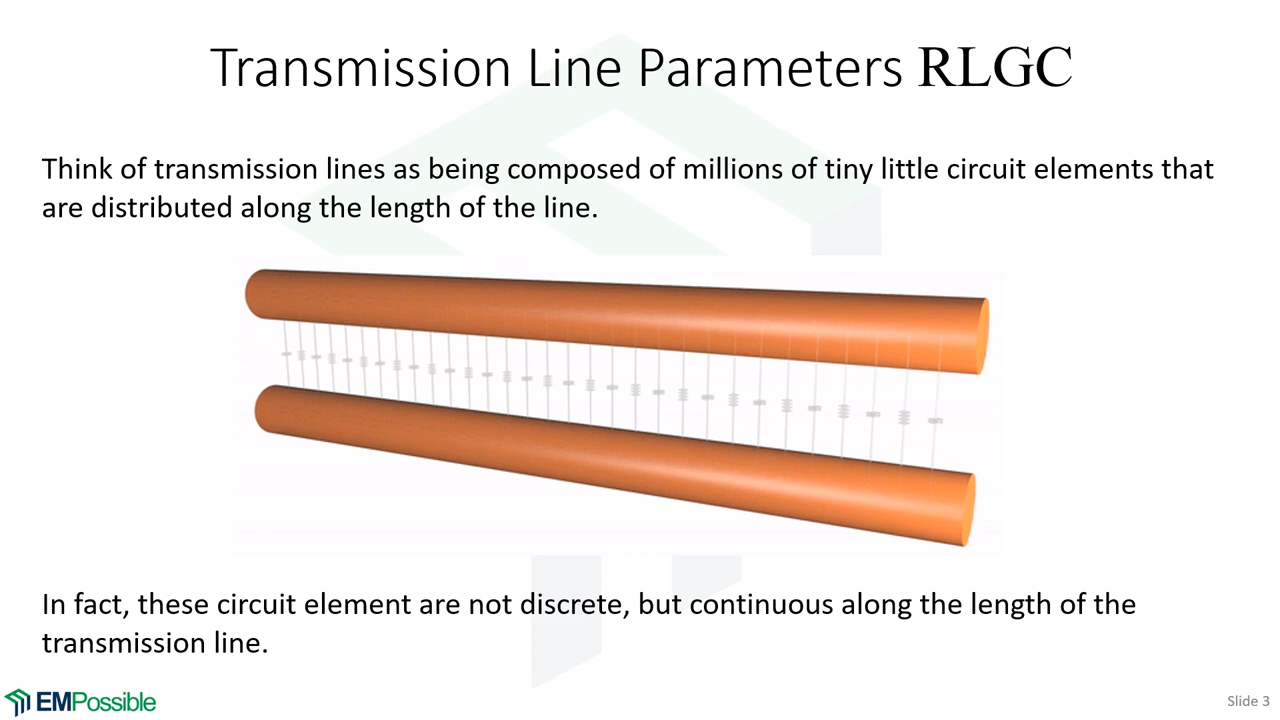 Transmission Line Parameters RLGC
Think of transmission lines as being composed of millions of tiny little circuit elements that
are distributed along the length of the line.
In fact, these circuit element are not discrete, but continuous along the length of the
transmission line.
EMPossible
Slide 3